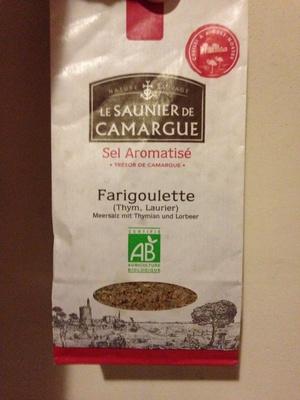 NATURE SAUVAGE
LE SAUNIER DE
CAMARGUE
Sel Aromatisé
• TRÉSOR DE CAMARGUE •
Farigoulette
(Thym, Laurier)
Meersalz mit Thymian und Lorbeer
CERTIFIÉ
AB
AGRICULTURE
BIOLOGIQUE